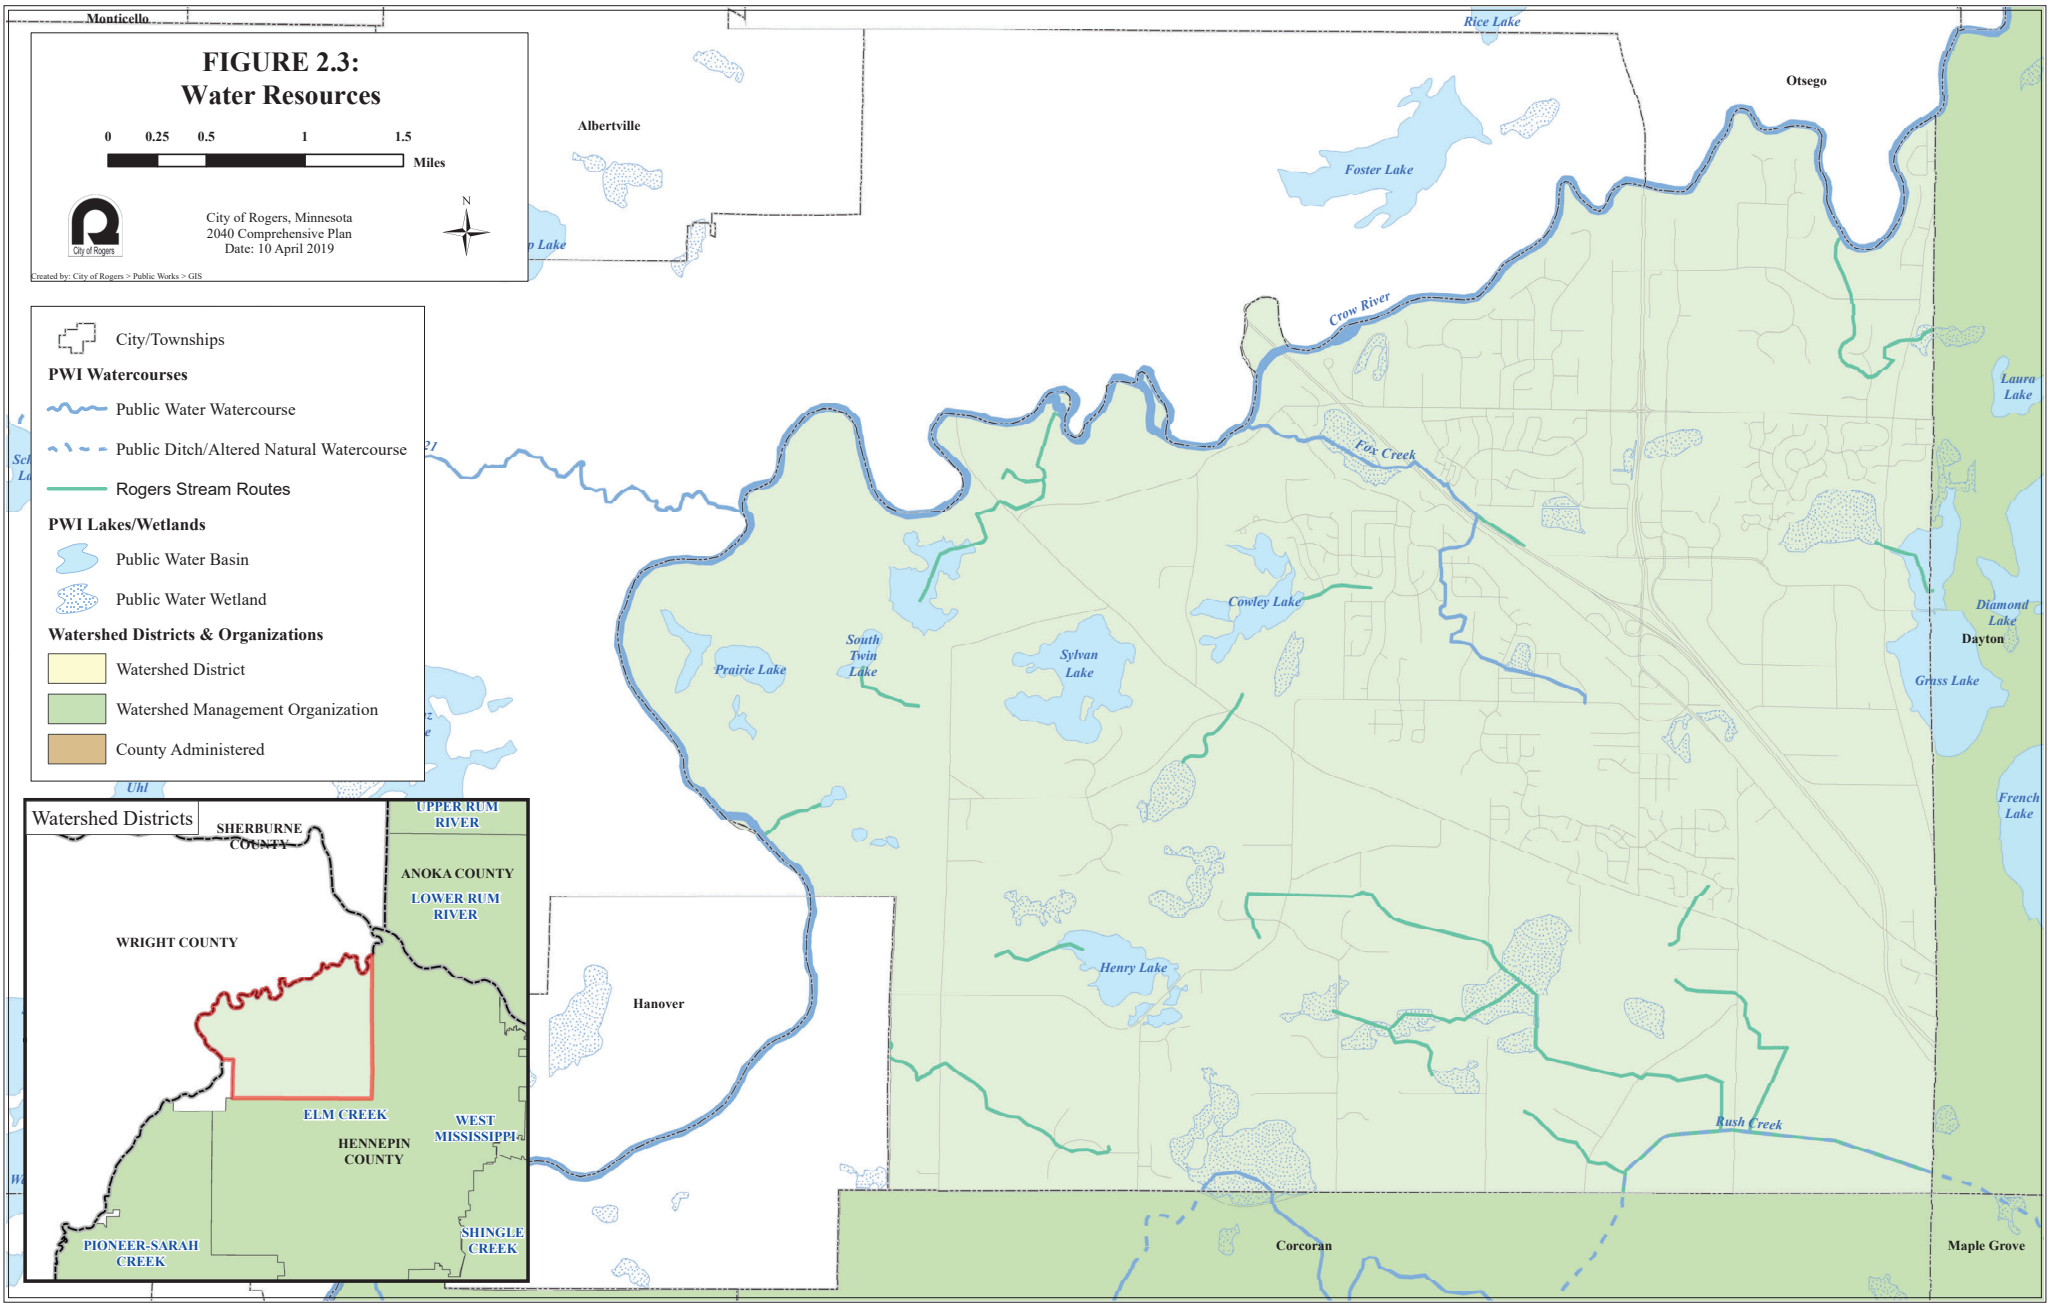 Monticello
FIGURE 2.3:
Water Resources
0 0.25 0.5 1 1.5
Miles
City of Rogers
City of Rogers, Minnesota
2040 Comprehensive Plan
Date: 10 April 2019
N
Created by: City of Rogers > Public Works > GIS
City/Townships
PWI Watercourses
Public Water Watercourse
Public Ditch/Altered Natural Watercourse
Rogers Stream Routes
PWI Lakes/Wetlands
Public Water Basin
Public Water Wetland
Watershed Districts & Organizations
Watershed District
Watershed Management Organization
County Administered
Uhl
Watershed Districts
SHERBURNE
COUNTY
UPPER RUM
RIVER
ANOKA COUNTY
LOWER RUM
RIVER
WRIGHT COUNTY
ELM CREEK
HENNEPIN
COUNTY
WEST
MISSISSIPPI
PIONEER-SARAH
CREEK
SHINGLE
CREEK
Rice Lake
Otsego
Albertville
Foster Lake
Lake
Crow River
Laura
Lake
21
Fox Creek
Cowley Lake
Diamond
Lake
Dayton
South
Twin
Lake
Prairie Lake
Sylvan
Lake
Grass Lake
French
Lake
Henry Lake
Hanover
Rush Creek
Corcoran
Maple Grove